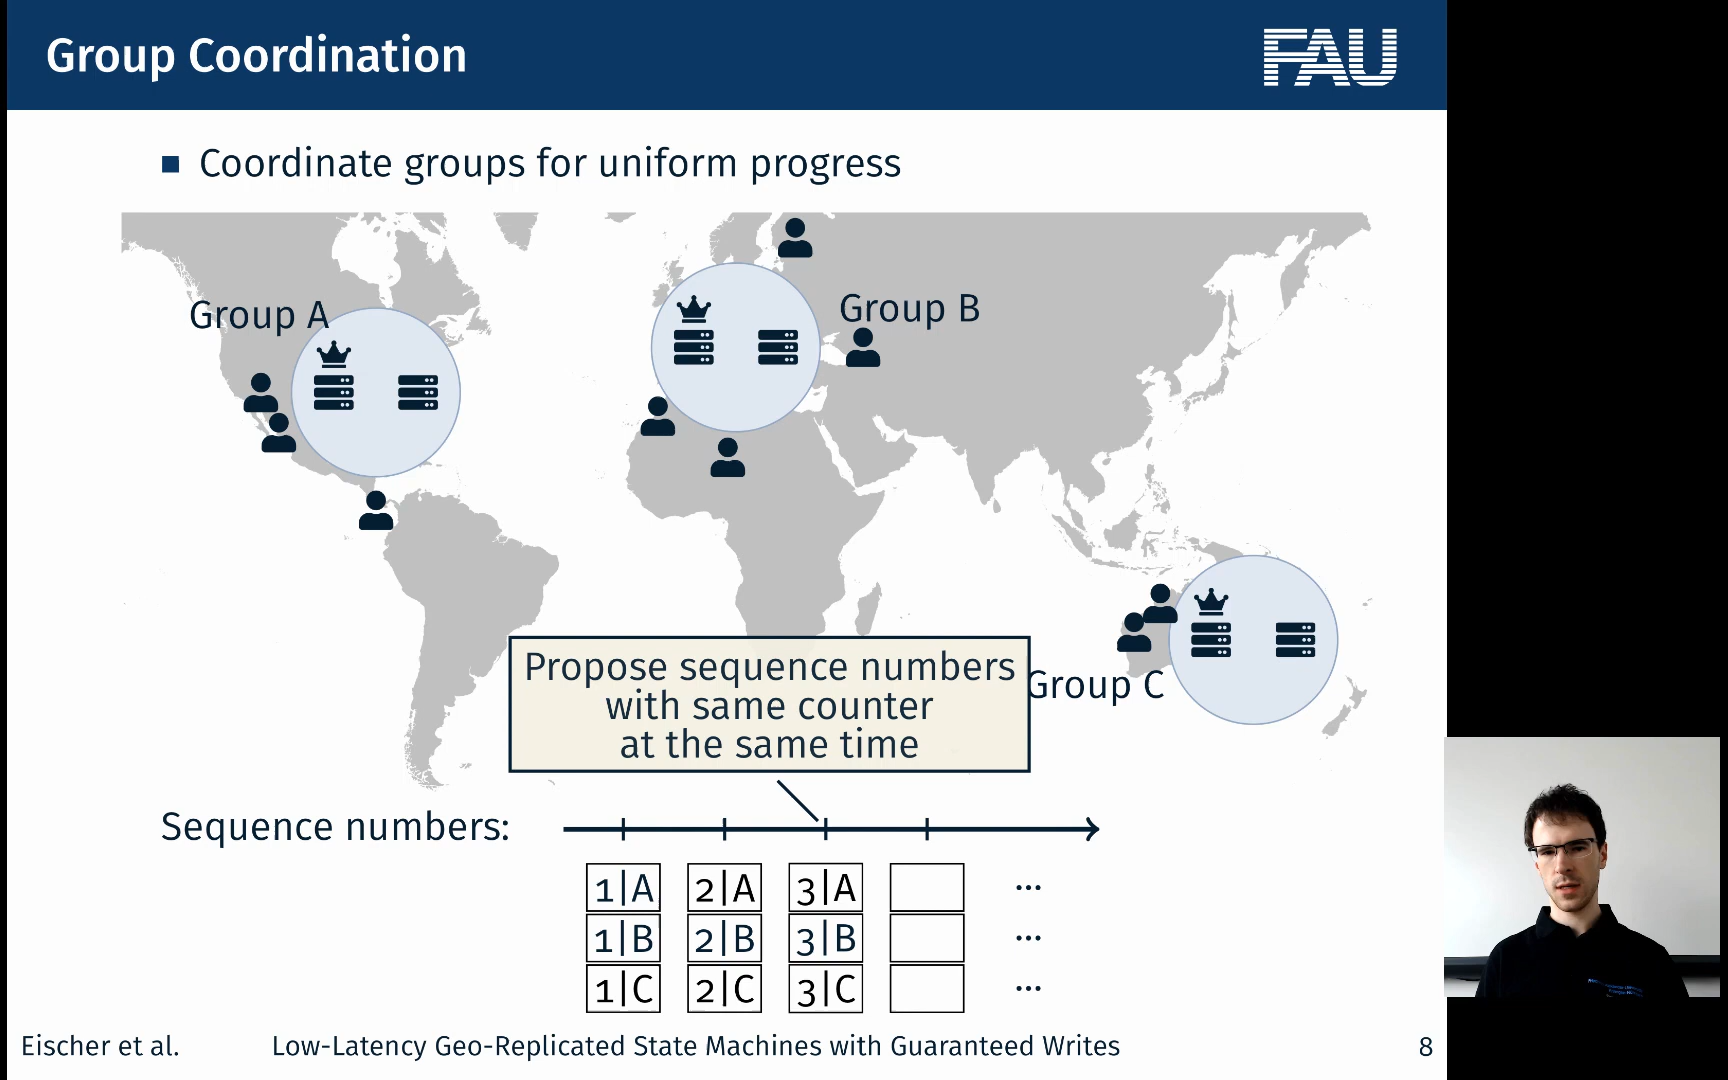 Group Coordination
FAU
Coordinate groups for uniform progress
Group A
Group B
Group C
Propose sequence numbers
with same counter
at the same time
Sequence numbers:
1|A 2|A 3|A ...
1|B 2|B 3|B ...
1|C 2|C 3|C ...
Eischer et al. Low-Latency Geo-Replicated State Machines with Guaranteed Writes 8